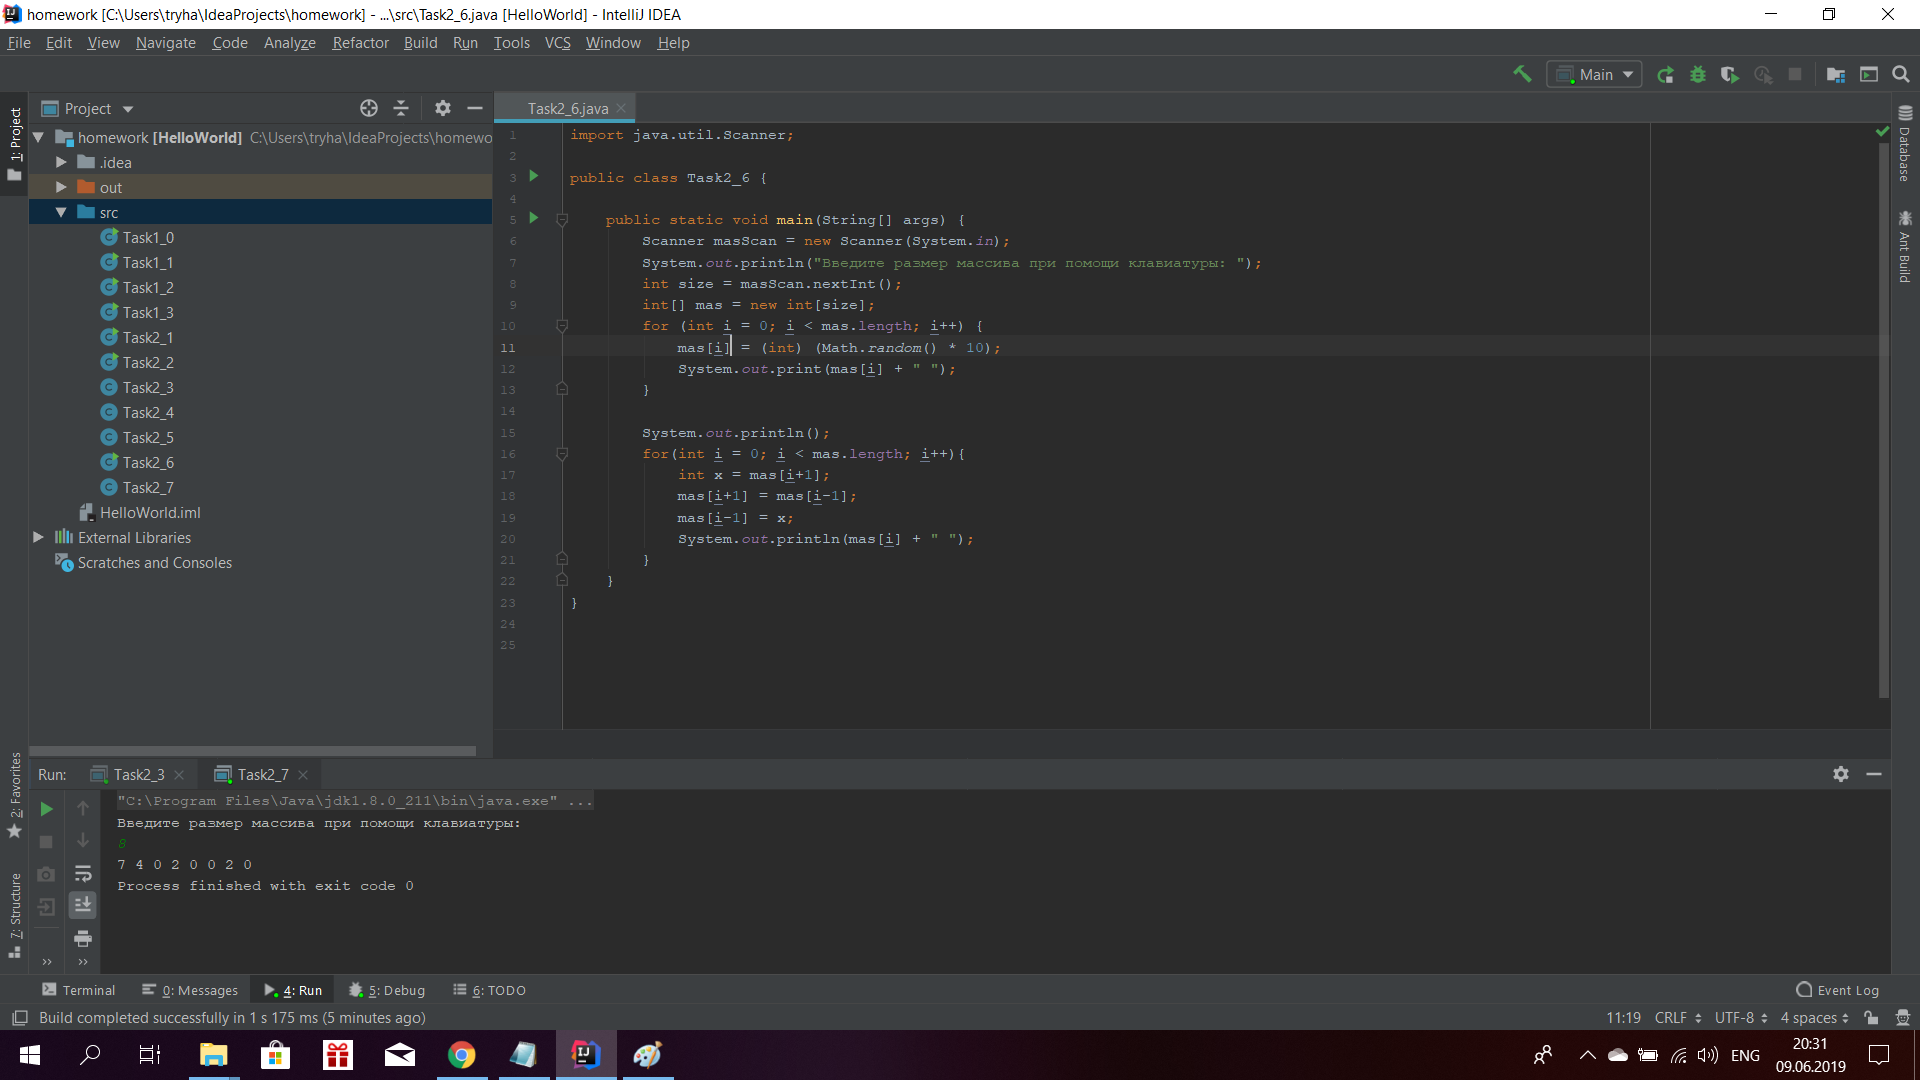 homework [C:\Users\tryha\IdeaProjects\homework] - ...\src\Task2_6.java [HelloWorld] - IntelliJ IDEA
File Edit View Navigate Code Analyze Refactor Build Run Tools VCS Window Help
Main
1: Project
Project
Task2_6.java
homework [HelloWorld] C:\Users\tryha\IdeaProjects\homewo
.idea
out
src
Task1_0
Task1_1
Task1_2
Task1_3
Task2_1
Task2_2
Task2_3
Task2_4
Task2_5
Task2_6
Task2_7
HelloWorld.iml
External Libraries
Scratches and Consoles
1 import java.util.Scanner;
2
3 public class Task2_6 {
4
5 public static void main(String[] args) {
6 Scanner masScan = new Scanner(System.in);
7 System.out.println("Введите размер массива при помощи клавиатуры: ");
8 int size = masScan.nextInt();
9 int[] mas = new int[size];
10 for (int i = 0; i < mas.length; i++) {
11 mas[i] = (int) (Math.random() * 10);
12 System.out.print(mas[i] + " ");
13 }
14
15 System.out.println();
16 for(int i = 0; i < mas.length; i++){
17 int x = mas[i+1];
18 mas[i+1] = mas[i-1];
19 mas[i-1] = x;
20 System.out.println(mas[i] + " ");
21 }
22 }
23 }
24
25
Database
Ant Build
2: Favorites
7: Structure
Run: Task2_3 Task2_7
"C:\Program Files\Java\jdk1.8.0_211\bin\java.exe" ...
Введите размер массива при помощи клавиатуры:
8
7 4 0 2 0 0 2 0
Process finished with exit code 0
Terminal 0: Messages 4: Run 5: Debug 6: TODO Event Log
Build completed successfully in 1 s 175 ms (5 minutes ago) 11:19 CRLF UTF-8 4 spaces
ENG
20:31
09.06.2019